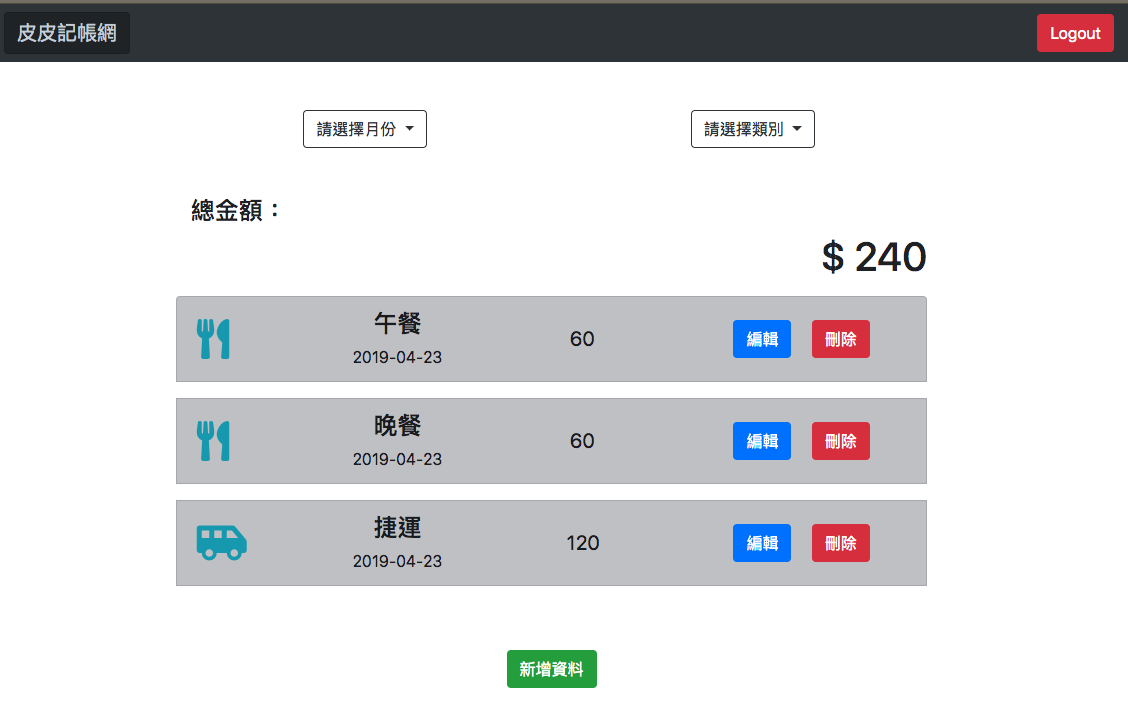 皮皮記帳網
Logout
請選擇月份
請選擇類別
總金額：
$ 240
午餐
2019-04-23
60
編輯
刪除
晚餐
2019-04-23
60
編輯
刪除
捷運
2019-04-23
120
編輯
刪除
新增資料